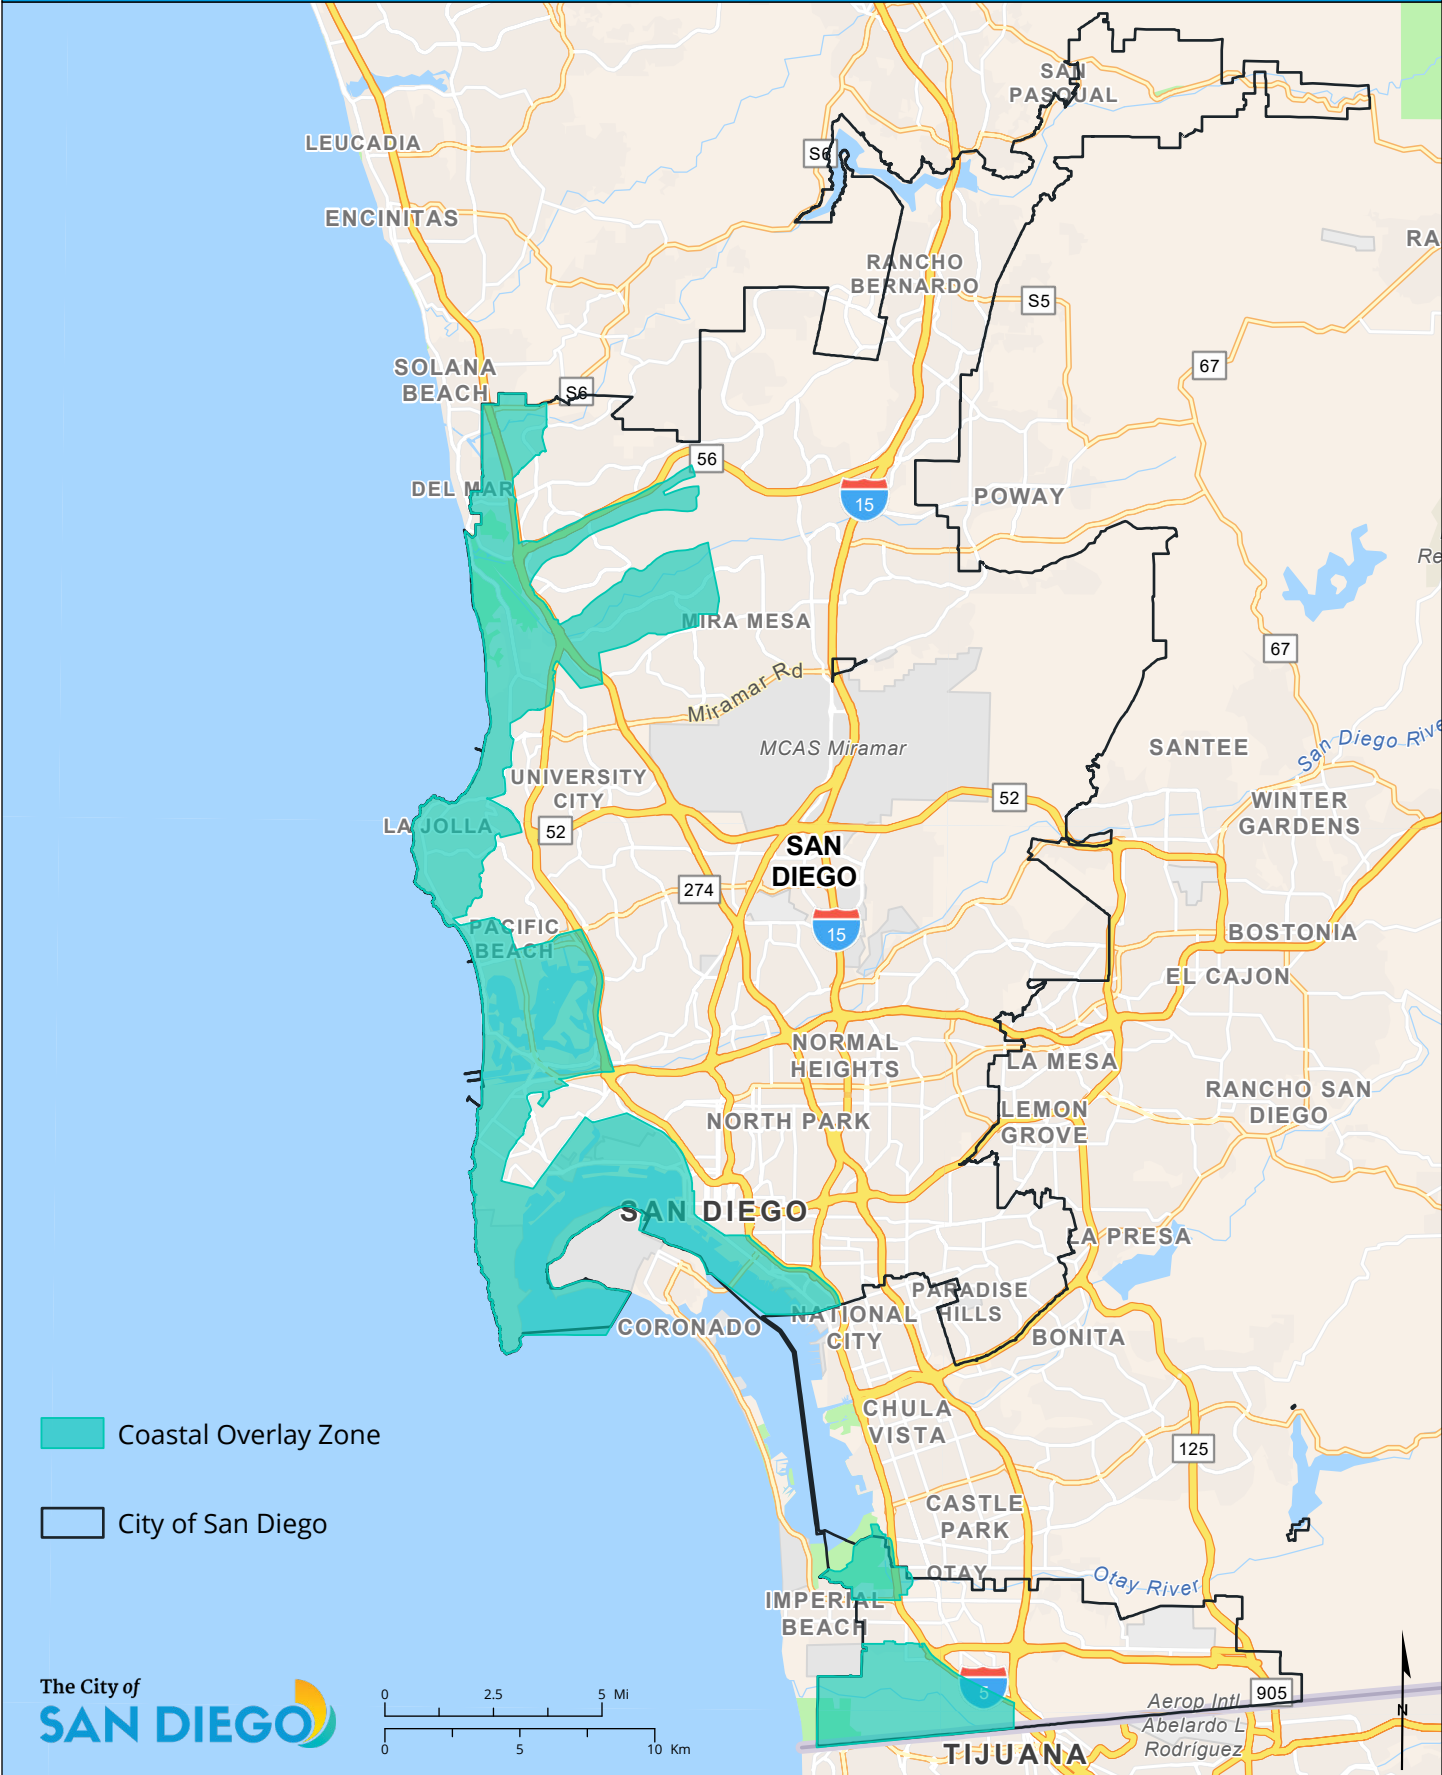 SAN
PASQUAL
LEUCADIA
S6
ENCINITAS
RA
RANCHO
BERNARDO
S5
SOLANA
BEACH
67
S6
56
DEL MAR
15
POWAY
Re
MIRA MESA
67
Miramar Rd
MCAS Miramar
SANTEE
San Diego Rive
UNIVERSITY
CITY
52
WINTER
GARDENS
LA JOLLA
52
SAN
DIEGO
274
15
PACIFIC
BEACH
BOSTONIA
EL CAJON
NORMAL
HEIGHTS
LA MESA
RANCHO SAN
DIEGO
NORTH PARK
LEMON
GROVE
SAN DIEGO
LA PRESA
PARADISE
HILLS
NATIONAL
CITY
CORONADO
BONITA
CHULA
VISTA
Coastal Overlay Zone
125
CASTLE
PARK
City of San Diego
OTAY
Otay River
IMPERIAL
BEACH
The City of
SAN DIEGO
0 2.5 5 Mi
0 5 10 Km
5
905
Aerop Intl
Abelardo L
Rodríguez
N
TIJUANA